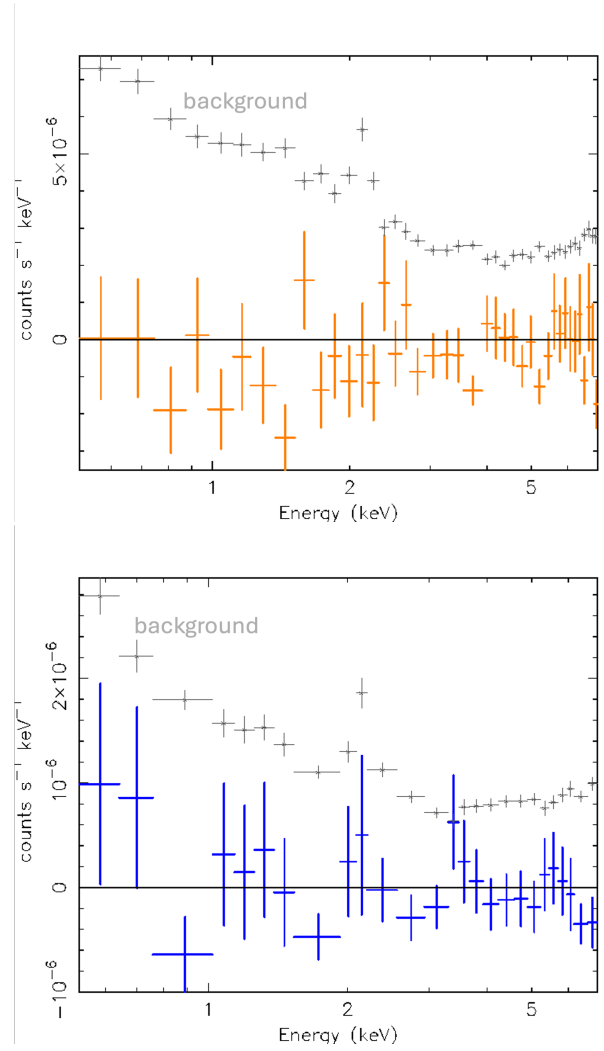 background
counts s⁻¹ keV⁻¹
5×10⁻⁶
0
1
2
5
Energy (keV)
background
counts s⁻¹ keV⁻¹
2×10⁻⁶
10⁻⁶
0
−10⁻⁶
1
2
5
Energy (keV)